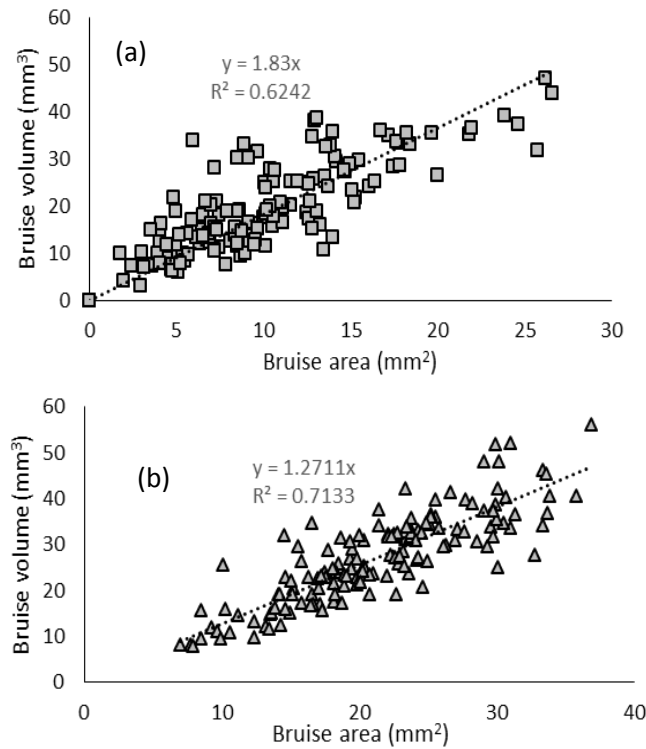 60
(a)
y = 1.83x
R² = 0.6242
50
40
30
20
10
0
Bruise volume (mm³)
0 5 10 15 20 25 30
Bruise area (mm²)
60
(b)
y = 1.2711x
R² = 0.7133
50
40
30
20
10
0
Bruise volume (mm³)
0 10 20 30 40
Bruise area (mm²)